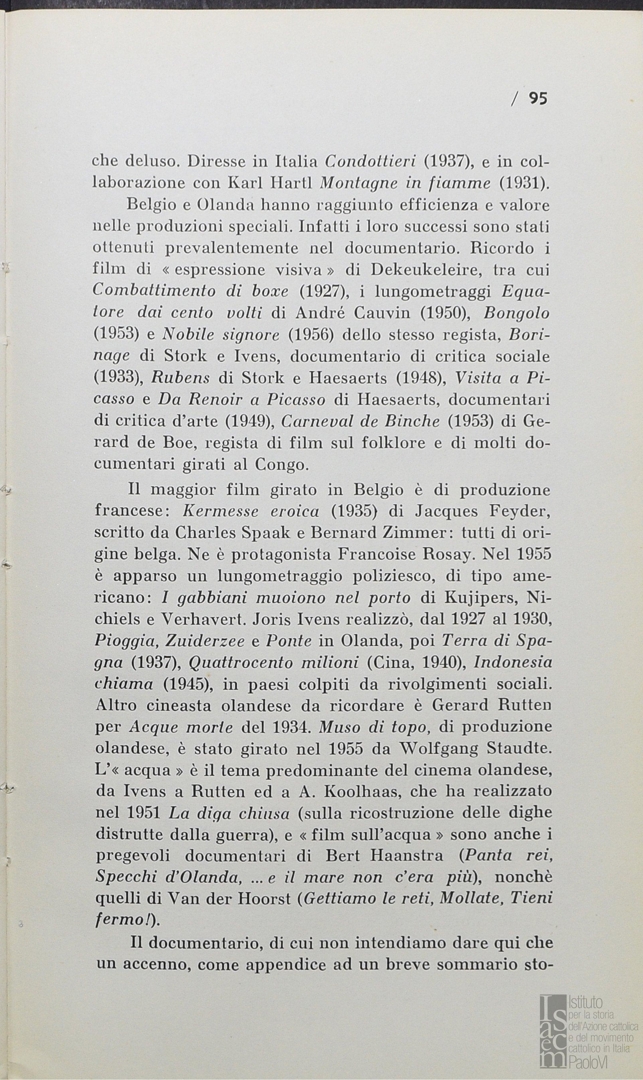 / 95
che deluso. Diresse in Italia Condottieri (1937), e in col-
laborazione con Karl Hartl Montagne in fiamme (1931).
Belgio e Olanda hanno raggiunto efficienza e valore
nelle produzioni speciali. Infatti i loro successi sono stati
ottenuti prevalentemente nel documentario. Ricordo i
film di « espressione visiva » di Dekeukeleire, tra cui
Combattimento di boxe (1927), i lungometraggi Equa-
tore dai cento volti di André Cauvin (1950), Bongolo
(1953) e Nobile signore (1956) dello stesso regista, Bori-
nage di Stork e Ivens, documentario di critica sociale
(1933), Rubens di Stork e Haesaerts (1948), Visita a Pi-
casso e Da Renoir a Picasso di Haesaerts, documentari
di critica d'arte (1949), Carneval de Binche (1953) di Ge-
rard de Boe, regista di film sul folklore e di molti do-
cumentari girati al Congo.
Il maggior film girato in Belgio è di produzione
francese: Kermesse eroica (1935) di Jacques Feyder,
scritto da Charles Spaak e Bernard Zimmer: tutti di ori-
gine belga. Ne è protagonista Francoise Rosay. Nel 1955
è apparso un lungometraggio poliziesco, di tipo ame-
ricano: I gabbiani muoiono nel porto di Kujipers, Ni-
chiels e Verhavert. Joris Ivens realizzò, dal 1927 al 1930,
Pioggia, Zuiderzee e Ponte in Olanda, poi Terra di Spa-
gna (1937), Quattrocento milioni (Cina, 1940), Indonesia
chiama (1945), in paesi colpiti da rivolgimenti sociali.
Altro cineasta olandese da ricordare è Gerard Rutten
per Acque morte del 1934. Muso di topo, di produzione
olandese, è stato girato nel 1955 da Wolfgang Staudte.
L'« acqua » è il tema predominante del cinema olandese,
da Ivens a Rutten ed a A. Koolhaas, che ha realizzato
nel 1951 La diga chiusa (sulla ricostruzione delle dighe
distrutte dalla guerra), e « film sull'acqua » sono anche i
pregevoli documentari di Bert Haanstra (Panta rei,
Specchi d'Olanda, ... e il mare non c'era più), nonchè
quelli di Van der Hoorst (Gettiamo le reti, Mollate, Tieni
fermo!).
Il documentario, di cui non intendiamo dare qui che
un accenno, come appendice ad un breve sommario sto-
Isacem
Istituto
per la storia
dell'Azione cattolica
e del movimento
cattolico in Italia
PaoloVI